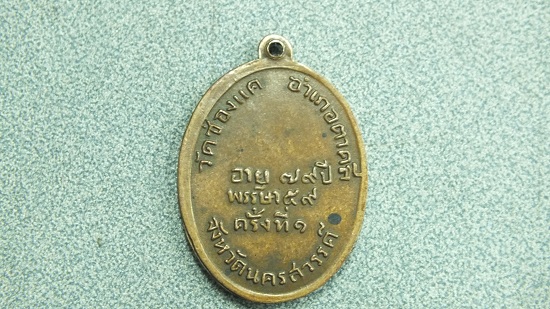 วัดช่องแค อำเภอตาคลี
อายุ ๗๙ ปี
พรรษา ๕๙
ครั้งที่ ๑
จังหวัดนครสวรรค์